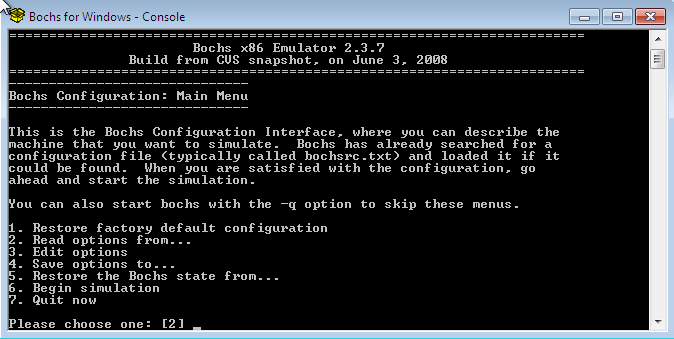 Bochs for Windows - Console
==================================================================
Bochs x86 Emulator 2.3.7
Build from CVS snapshot, on June 3, 2008
==================================================================
------------------------------
Bochs Configuration: Main Menu
------------------------------
This is the Bochs Configuration Interface, where you can describe the
machine that you want to simulate.  Bochs has already searched for a
configuration file (typically called bochsrc.txt) and loaded it if it
could be found.  When you are satisfied with the configuration, go
ahead and start the simulation.
You can also start bochs with the -q option to skip these menus.
1. Restore factory default configuration
2. Read options from...
3. Edit options
4. Save options to...
5. Restore the Bochs state from...
6. Begin simulation
7. Quit now
Please choose one: [2] _